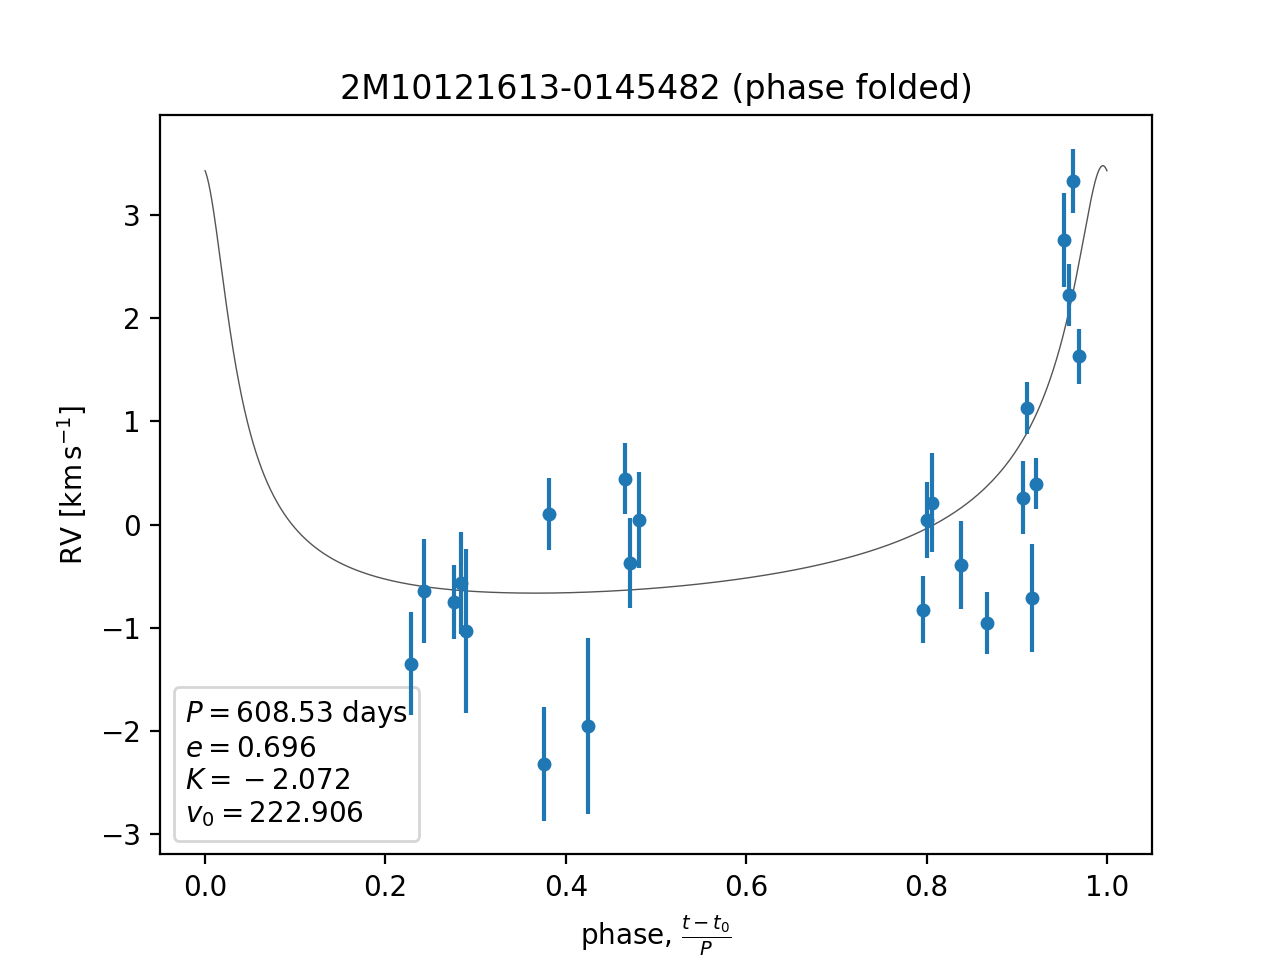 2M10121613-0145482 (phase folded)
RV [km s⁻¹]
3
2
1
0
−1
−2
−3
P = 608.53 days
e = 0.696
K = −2.072
v₀ = 222.906
0.0 0.2 0.4 0.6 0.8 1.0
phase, (t − t₀)/P